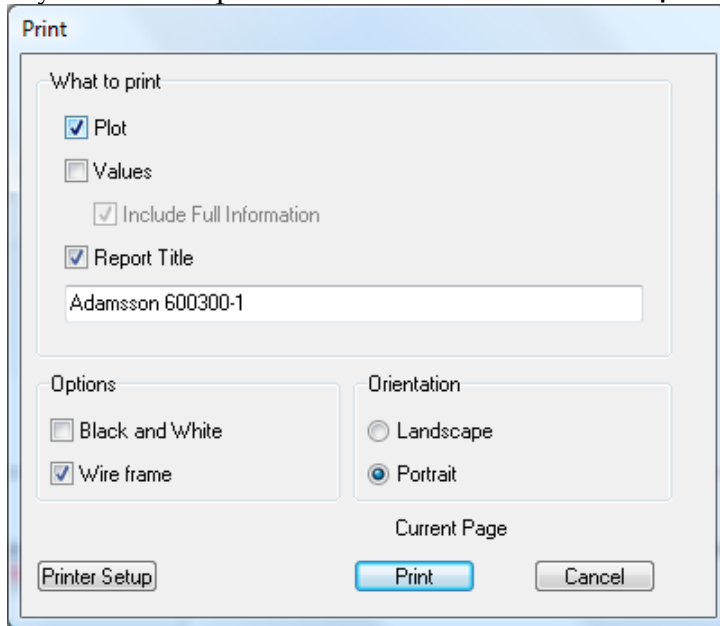 Print
What to print
Plot
Values
Include Full Information
Report Title
Adamsson 600300-1
Options
Black and White
Wire frame
Orientation
Landscape
Portrait
Current Page
Printer Setup
Print
Cancel